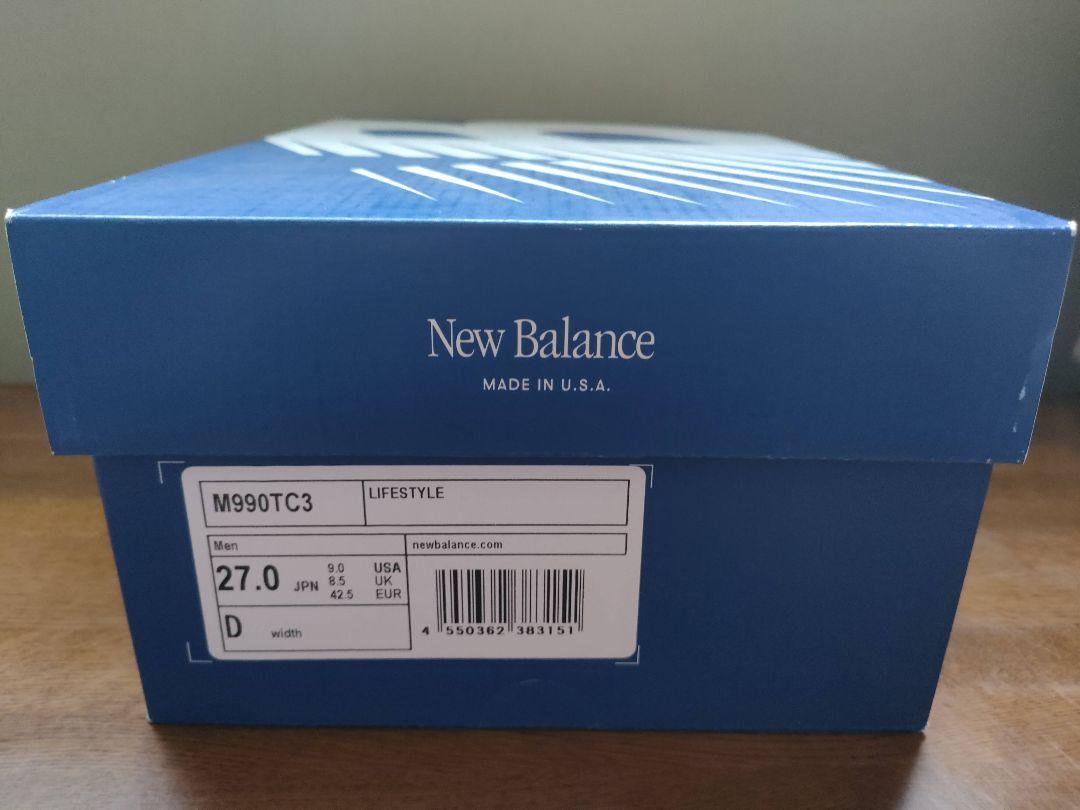 New Balance
MADE IN U.S.A.
M990TC3
LIFESTYLE
Men
newbalance.com
27.0 JPN
9.0 USA
8.5 UK
42.5 EUR
D width
4 550362 383151